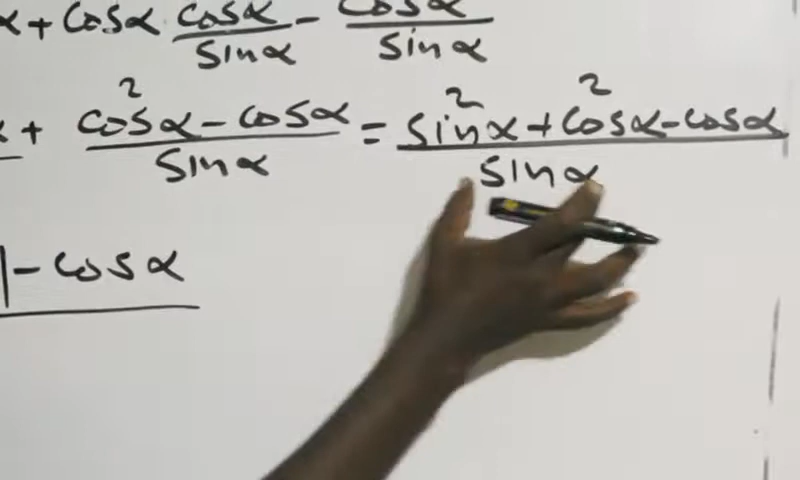 α + cosα cosα/sinα − cosα/sinα
α + cos²α − cosα/sinα = sin²α + cos²α − cosα/sinα
1 − cosα